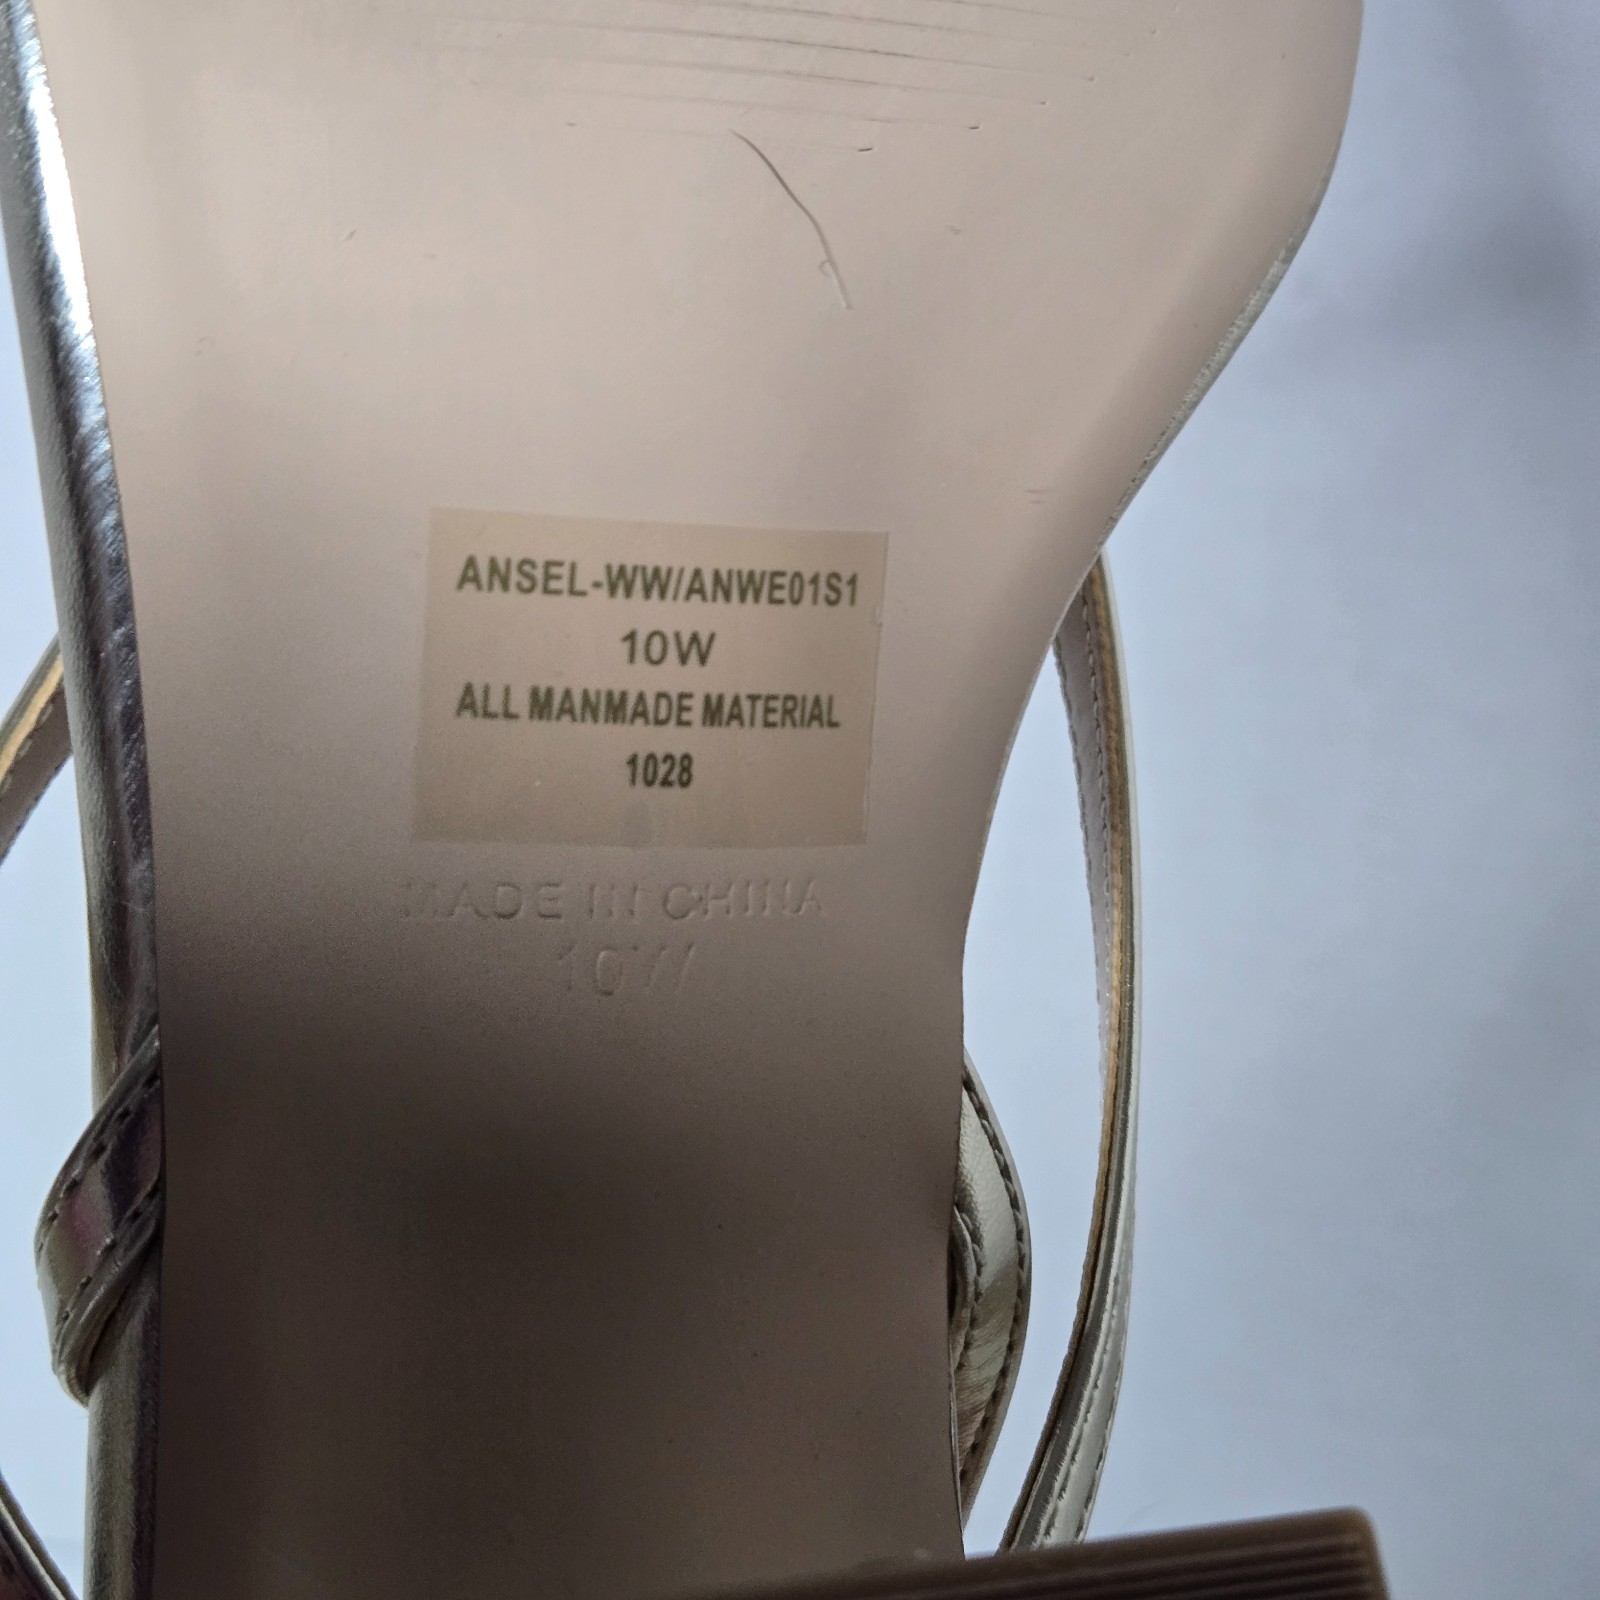 ANSEL-WW/ANWE01S1
10W
ALL MANMADE MATERIAL
1028
MADE IN CHINA
10W